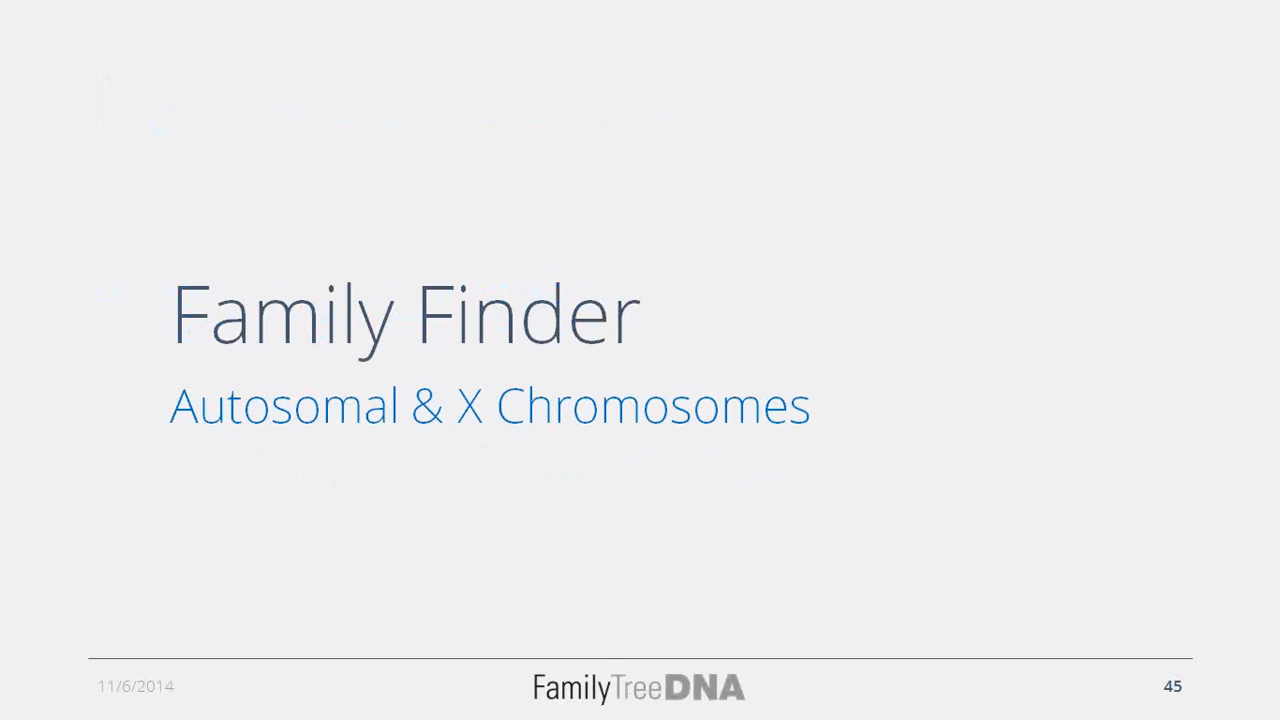 Family Finder
Autosomal & X Chromosomes
11/6/2014
FamilyTreeDNA
45